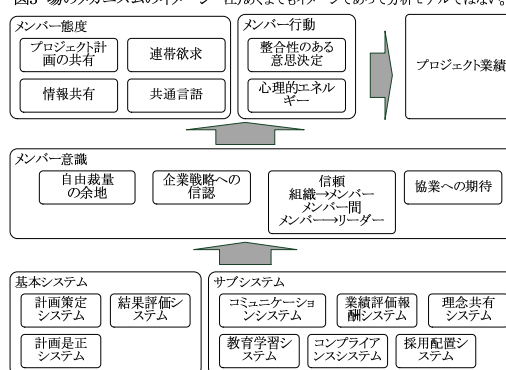 図3 場のメカニズムのイメージ 注)あくまでもイメージであって分析モデルではない。
メンバー態度
プロジェクト計
画の共有
連帯欲求
情報共有
共通言語
メンバー行動
整合性のある
意思決定
心理的エネル
ギー
プロジェクト業績
メンバー意識
自由裁量
の余地
企業戦略への
信認
信頼
組織→メンバー
メンバー間
メンバー→リーダー
協業への期待
基本システム
計画策定
システム
結果評価シ
ステム
計画是正
システム
サブシステム
コミュニケーショ
ンシステム
業績評価報
酬システム
理念共有
システム
教育学習シ
ステム
コンプライア
ンスシステム
採用配置シ
ステム